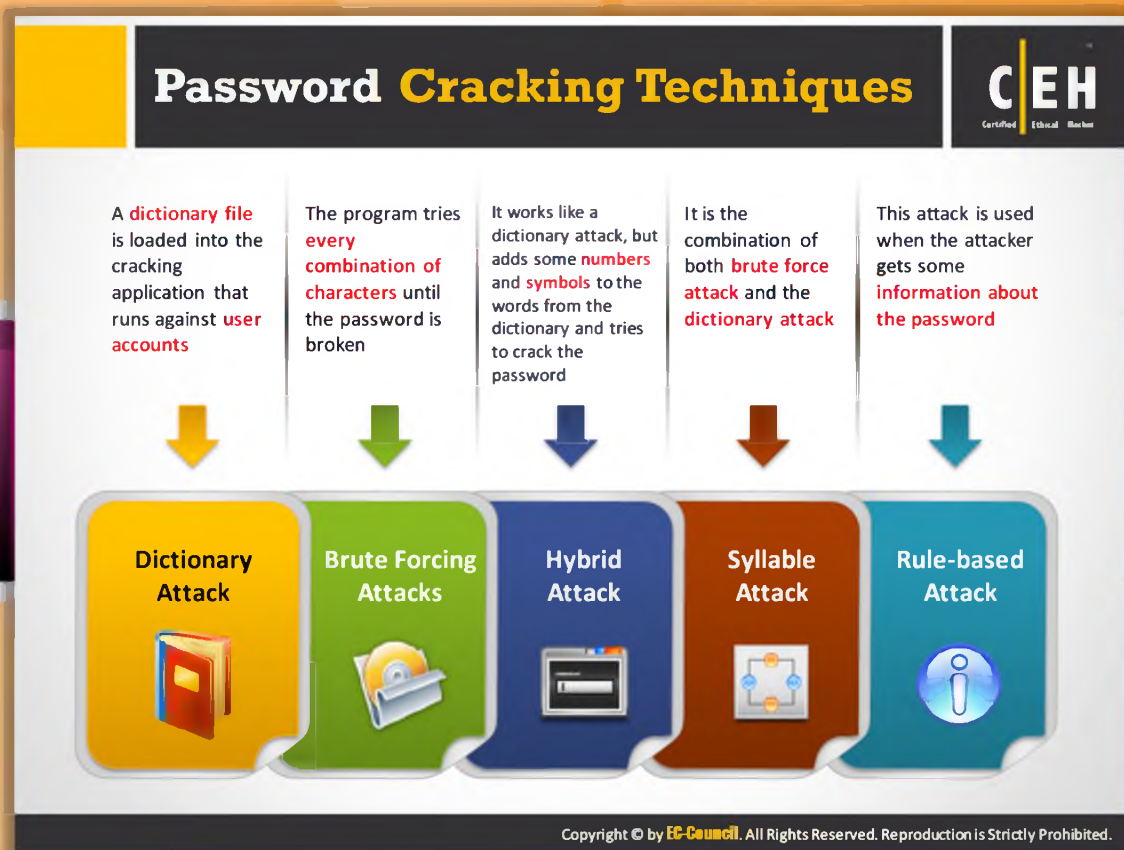 Password Cracking Techniques
C EH
Certified Ethical Hacker
A dictionary file
is loaded into the
cracking
application that
runs against user
accounts
The program tries
every
combination of
characters until
the password is
broken
It works like a
dictionary attack, but
adds some numbers
and symbols to the
words from the
dictionary and tries
to crack the
password
It is the
combination of
both brute force
attack and the
dictionary attack
This attack is used
when the attacker
gets some
information about
the password
Dictionary
Attack
Brute Forcing
Attacks
Hybrid
Attack
Syllable
Attack
Rule-based
Attack
Copyright © by EC-Council. All Rights Reserved. Reproduction is Strictly Prohibited.